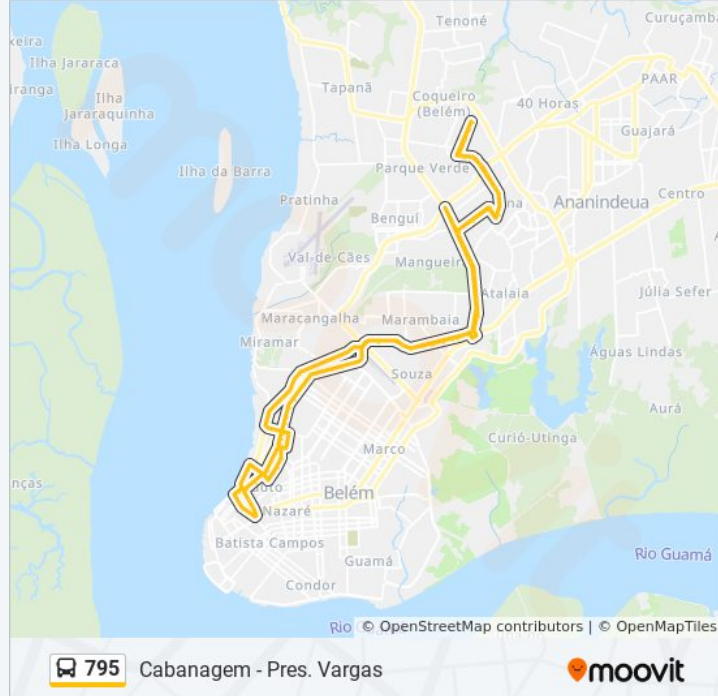 Tenoné
Curuçamba
Ilha Jararaca
Tapanã
Coqueiro
(Belém)
PAAR
40 Horas
Ilha
Jararaquinha
Guajará
Ilha Longa
Ilha da Barra
Parque Verde
Centro
Pratinha
Ananindeua
Benguí
Val-de-Cães
Mangueir
Atalaia
Júlia Sefer
Maracangalha
Marambaia
Miramar
Águas Lindas
Souza
Aurá
Curió-Utinga
Marco
Belém
Nazaré
Batista Campos
Guamá
Rio Guamá
Condor
Rio
© OpenStreetMap contributors | © OpenMapTiles
795 Cabanagem - Pres. Vargas
moovit